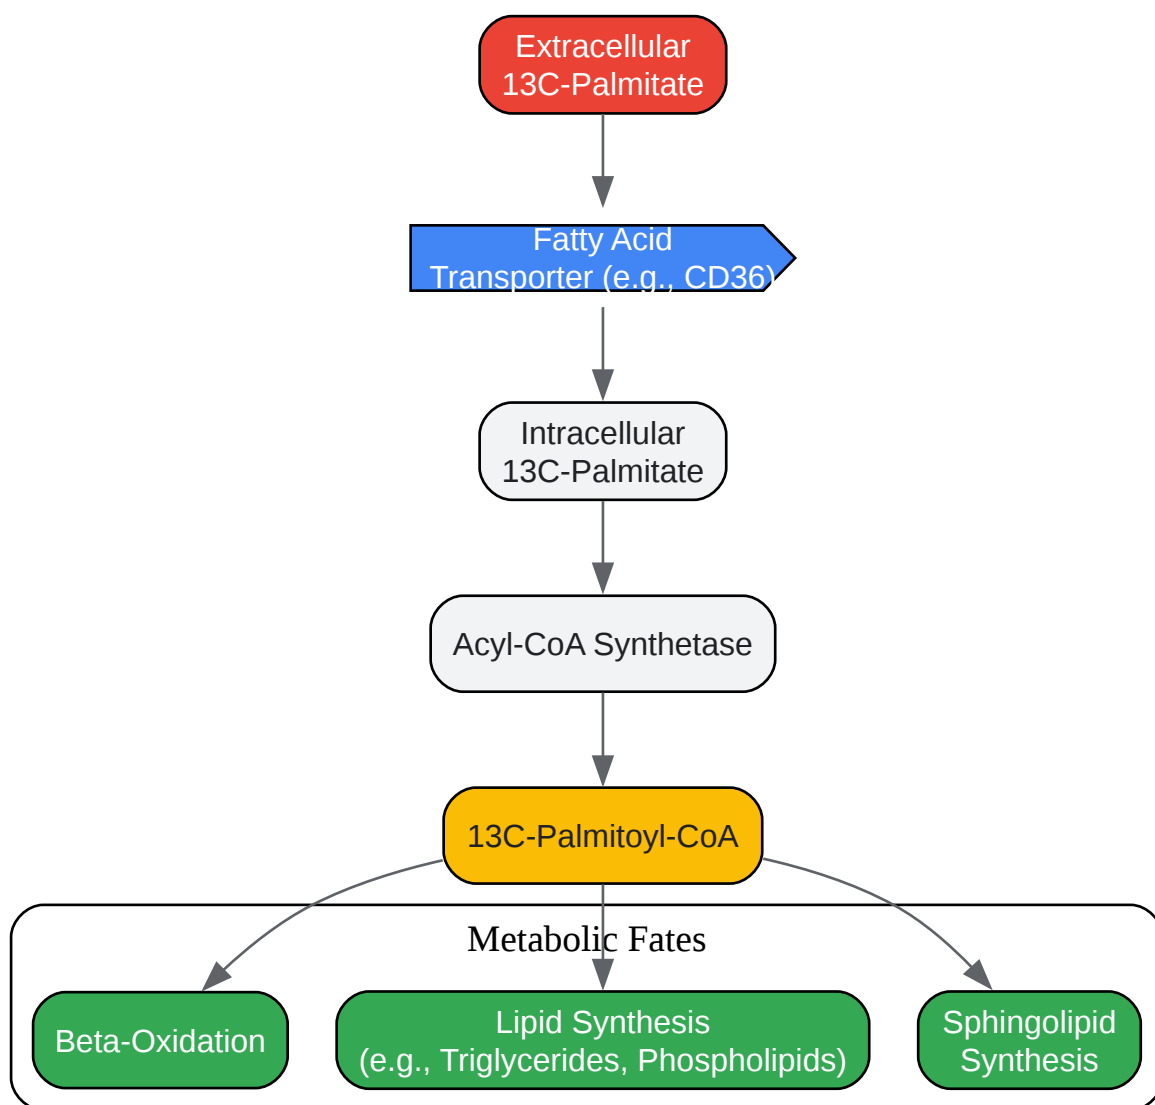 Extracellular
13C-Palmitate
Fatty Acid
Transporter (e.g., CD36)
Intracellular
13C-Palmitate
Acyl-CoA Synthetase
13C-Palmitoyl-CoA
Metabolic Fates
Beta-Oxidation
Lipid Synthesis
(e.g., Triglycerides, Phospholipids)
Sphingolipid
Synthesis